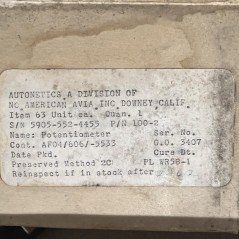 AUTONETICS A DIVISION OF
NO AMERICAN AVIA INC DOWNEY CALIF
Item 63 Unit ea. Quan. 1
S/N 5905-552-4455 P/N 100-2
Name: Potentiometer Ser. No.
Cont. AF04/606/-5533 G.O. 3407
Date Pkd. Cure Dt.
Preserved Method 2C PL WR58-1
Reinspect if in stock after